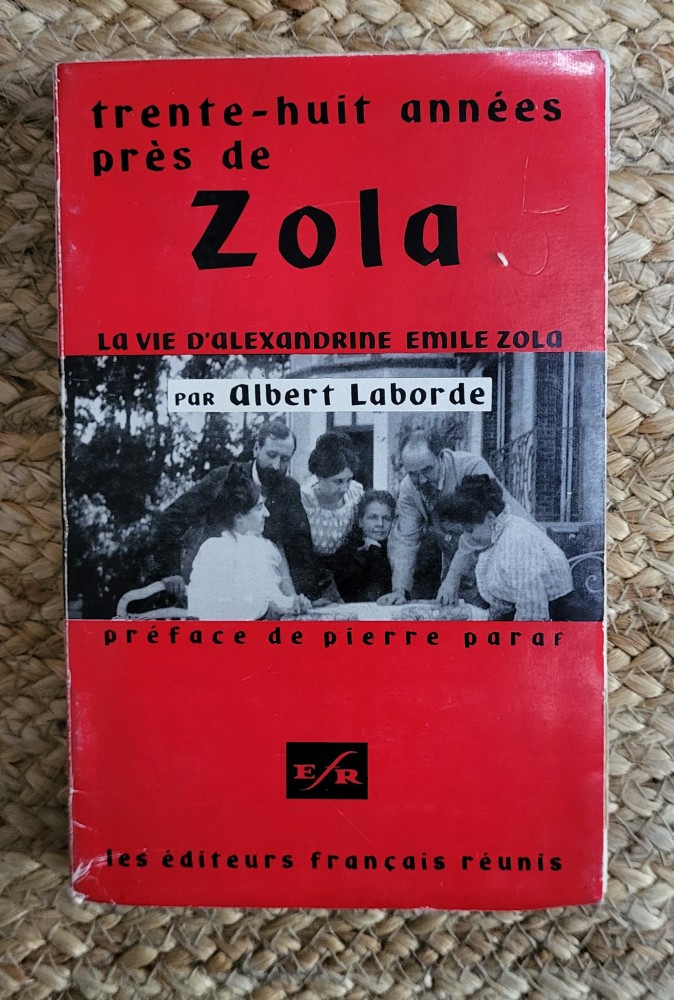 trente-huit années
près de
Zola
LA VIE D'ALEXANDRINE EMILE ZOLA
PAR Albert Laborde
préface de pierre paraf
EfR
les éditeurs français réunis